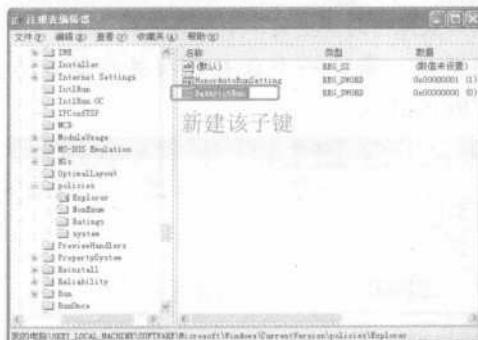 注册表编辑器
文件(F) 编辑(E) 查看(V) 收藏夹(A) 帮助(H)
IME
Installer
Internet Settings
IntlRun
IntlRun.OC
IPConfTSP
MCD
ModuleUsage
MS-DOS Emulation
NLs
OptimalLayout
policies
Explorer
NonEnum
Ratings
system
PreviewHandlers
PropertySystem
Reinstall
Reliability
Run
RunOnce
名称 类型 数据
(默认) REG_SZ (数值未设置)
HonorAutoRunSetting REG_DWORD 0x00000001 (1)
RestrictRun REG_DWORD 0x00000000 (0)
新建该子键
我的电脑\HKEY_LOCAL_MACHINE\SOFTWARE\Microsoft\Windows\CurrentVersion\policies\Explorer